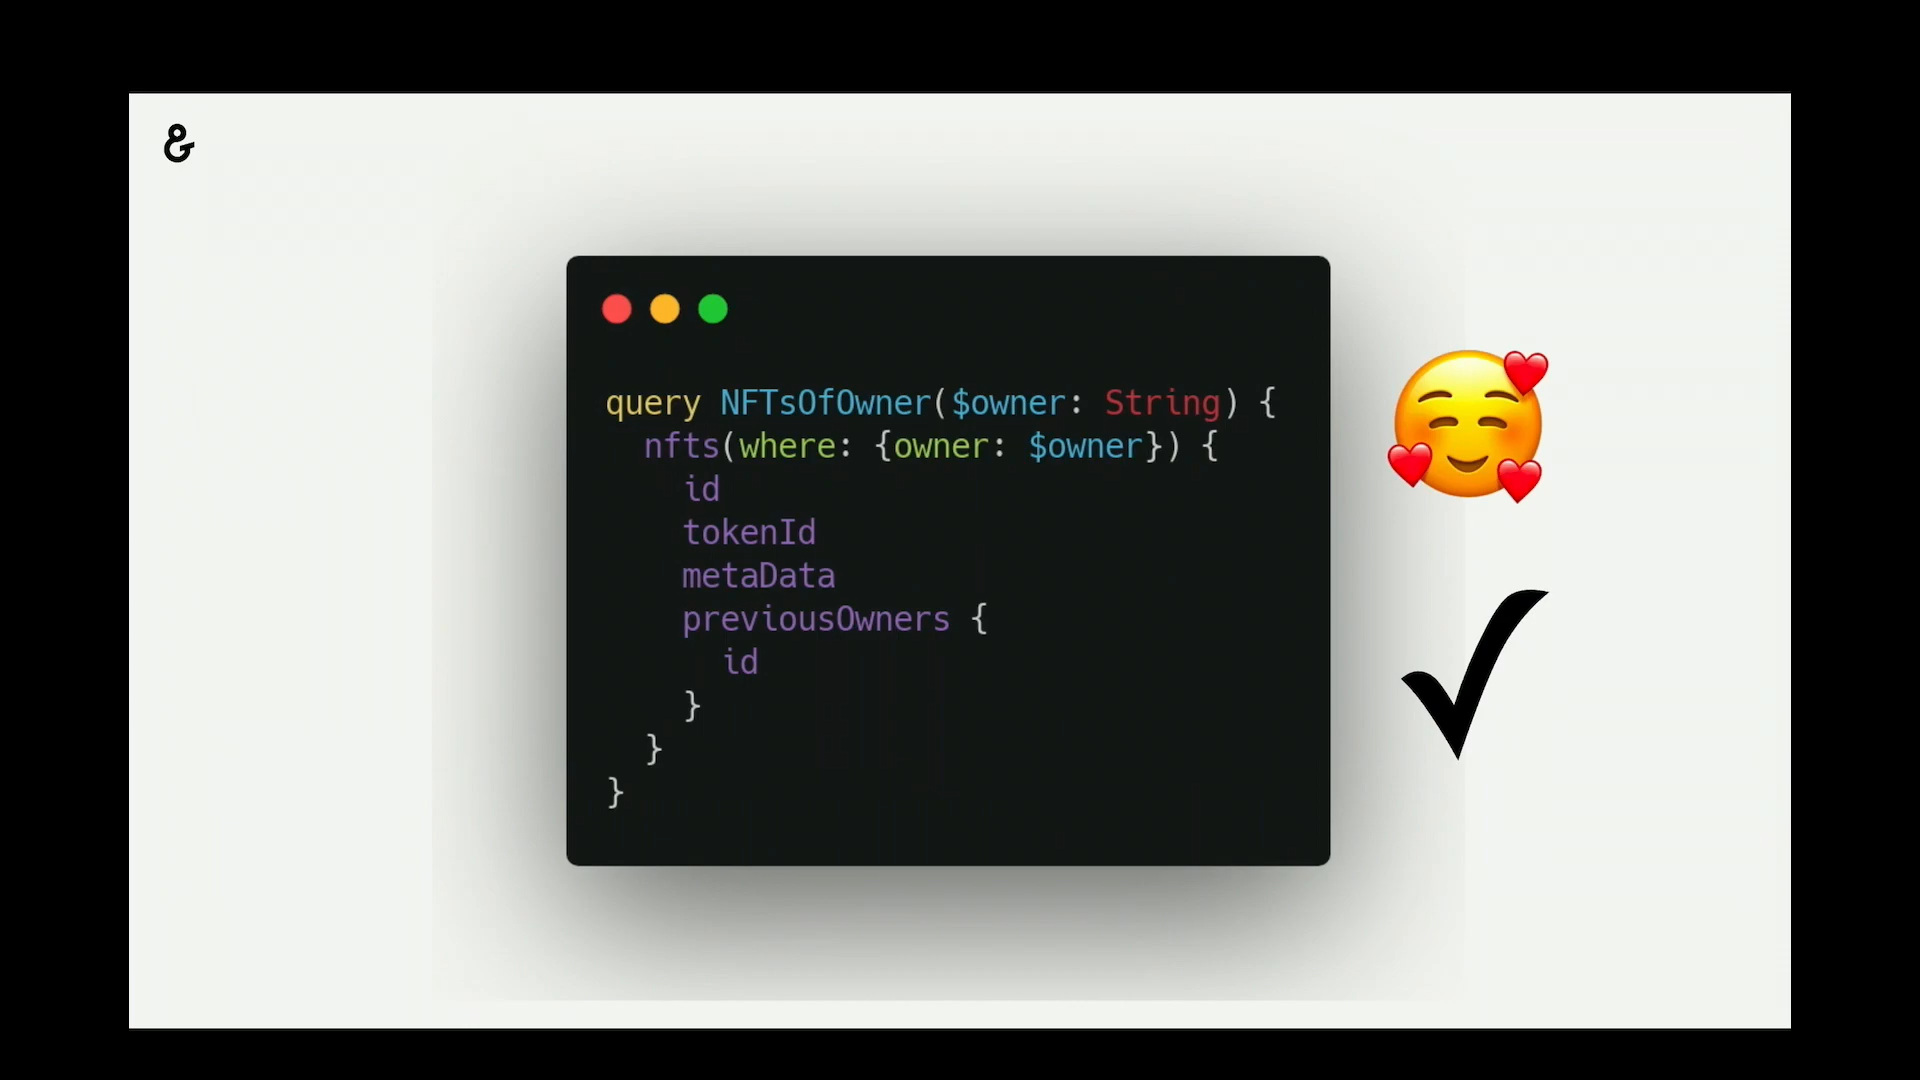 &
query NFTsOfOwner($owner: String) {
  nfts(where: {owner: $owner}) {
    id
    tokenId
    metaData
    previousOwners {
      id
    }
  }
}